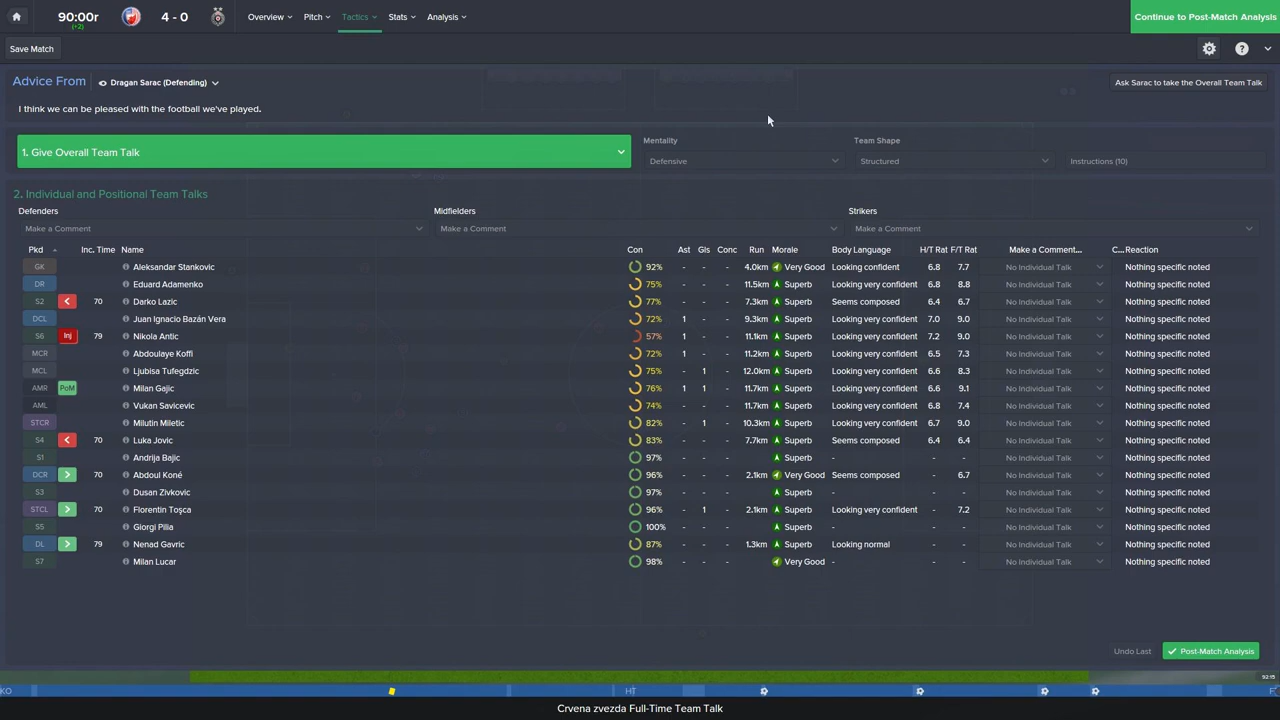 90:00r
(+2)
4 - 0
Overview
Pitch
Tactics
Stats
Analysis
Continue to Post-Match Analysis
Save Match
?
Advice From
Dragan Sarac (Defending)
Ask Sarac to take the Overall Team Talk
I think we can be pleased with the football we've played.
Mentality
Team Shape
1. Give Overall Team Talk
Defensive
Structured
Instructions (10)
2. Individual and Positional Team Talks
Defenders
Midfielders
Strikers
Make a Comment
Make a Comment
Make a Comment
Pkd Inc. Time Name Con Ast Gls Conc Run Morale Body Language H/T Rat F/T Rat Make a Comment... C... Reaction
GK Aleksandar Stankovic 92% - - - 4.0km Very Good Looking confident 6.8 7.7 No Individual Talk Nothing specific noted
DR Eduard Adamenko 75% - - - 11.5km Superb Looking very confident 6.8 8.8 No Individual Talk Nothing specific noted
S2 70 Darko Lazic 77% - - - 7.3km Superb Seems composed 6.4 6.7 No Individual Talk Nothing specific noted
DCL Juan Ignacio Bazán Vera 72% 1 - - 9.3km Superb Looking very confident 7.0 9.0 No Individual Talk Nothing specific noted
S6 Inj 79 Nikola Antic 57% 1 - - 11.1km Superb Looking very confident 7.2 9.0 No Individual Talk Nothing specific noted
MCR Abdoulaye Koffi 72% 1 - - 11.2km Superb Looking very confident 6.5 7.3 No Individual Talk Nothing specific noted
MCL Ljubisa Tufegdzic 75% - 1 - 12.0km Superb Looking very confident 6.6 8.3 No Individual Talk Nothing specific noted
AMR PoM Milan Gajic 76% 1 1 - 11.7km Superb Looking very confident 6.6 9.1 No Individual Talk Nothing specific noted
AML Vukan Savicevic 74% - - - 11.7km Superb Looking very confident 6.8 7.4 No Individual Talk Nothing specific noted
STCR Milutin Miletic 82% - 1 - 10.3km Superb Looking very confident 6.7 9.0 No Individual Talk Nothing specific noted
S4 70 Luka Jovic 83% - - - 7.7km Superb Seems composed 6.4 6.4 No Individual Talk Nothing specific noted
S1 Andrija Bajic 97% - - - Superb - - - No Individual Talk Nothing specific noted
DCR 70 Abdoul Koné 96% - - - 2.1km Very Good Seems composed - 6.7 No Individual Talk Nothing specific noted
S3 Dusan Zivkovic 97% - - - Superb - - - No Individual Talk Nothing specific noted
STCL 70 Florentin Toşca 96% - 1 - 2.1km Superb Looking very confident - 7.2 No Individual Talk Nothing specific noted
S5 Giorgi Pilia 100% - - - Superb - - - No Individual Talk Nothing specific noted
DL 79 Nenad Gavric 87% - - - 1.3km Superb Looking normal - - No Individual Talk Nothing specific noted
S7 Milan Lucar 98% - - - Very Good - - - No Individual Talk Nothing specific noted
Undo Last
Post-Match Analysis
92:15
KO
HT
F
Crvena zvezda Full-Time Team Talk